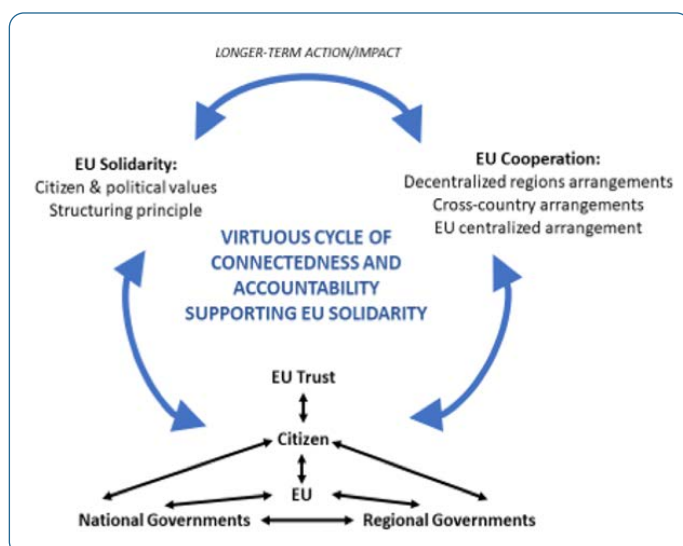 LONGER-TERM ACTION/IMPACT
EU Solidarity:
Citizen & political values
Structuring principle
EU Cooperation:
Decentralized regions arrangements
Cross-country arrangements
EU centralized arrangement
VIRTUOUS CYCLE OF
CONNECTEDNESS AND
ACCOUNTABILITY
SUPPORTING EU SOLIDARITY
EU Trust
Citizen
EU
National Governments
Regional Governments